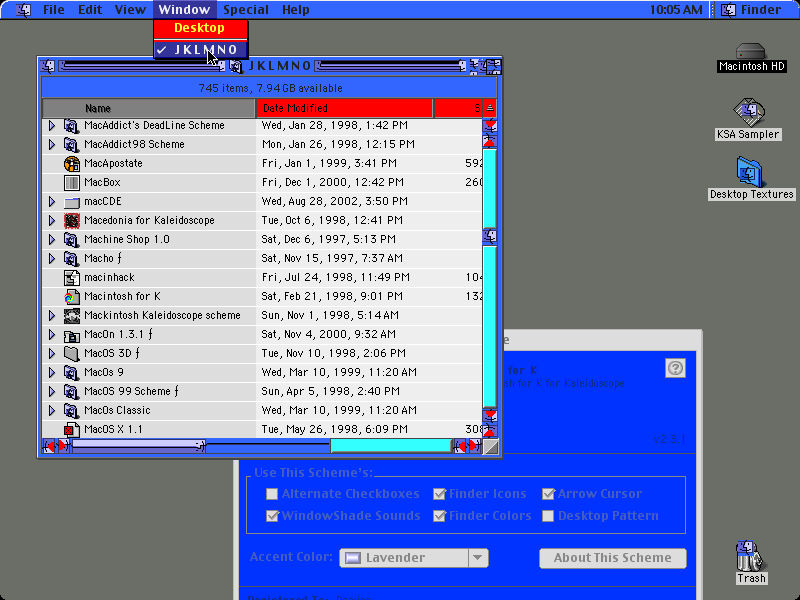 File Edit View Window Special Help 10:05 AM Finder
Desktop
✓ JKLMNO
JKLMNO
745 items, 7.94 GB available
Name Date Modified S
MacAddict's DeadLine Scheme Wed, Jan 28, 1998, 1:42 PM
MacAddict98 Scheme Mon, Jan 26, 1998, 12:15 PM
MacApostate Fri, Jan 1, 1999, 3:41 PM 592
MacBox Fri, Dec 1, 2000, 12:42 PM 260
macCDE Wed, Aug 28, 2002, 3:50 PM
Macedonia for Kaleidoscope Tue, Oct 6, 1998, 12:41 PM
Machine Shop 1.0 Sat, Dec 6, 1997, 5:13 PM
Macho ƒ Sat, Nov 15, 1997, 7:37 AM
macinhack Fri, Jul 24, 1998, 11:49 PM 104
Macintosh for K Sat, Feb 21, 1998, 9:01 PM 132
Mackintosh Kaleidoscope scheme Sun, Nov 1, 1998, 5:14 AM
MacOn 1.3.1 ƒ Sat, Nov 4, 2000, 9:32 AM
MacOS 3D ƒ Tue, Nov 10, 1998, 2:06 PM
MacOs 9 Wed, Mar 10, 1999, 11:20 AM
MacOS 99 Scheme ƒ Sun, Apr 5, 1998, 2:40 PM
MacOs Classic Wed, Mar 10, 1999, 11:20 AM
MacOS X 1.1 Tue, May 26, 1998, 6:09 PM 308
Macintosh HD
KSA Sampler
Desktop Textures
e
for K
sh for K for Kaleidoscope
v2.3.1
Use This Scheme's:
Alternate Checkboxes Finder Icons Arrow Cursor
WindowShade Sounds Finder Colors Desktop Pattern
Accent Color: Lavender About This Scheme
Trash